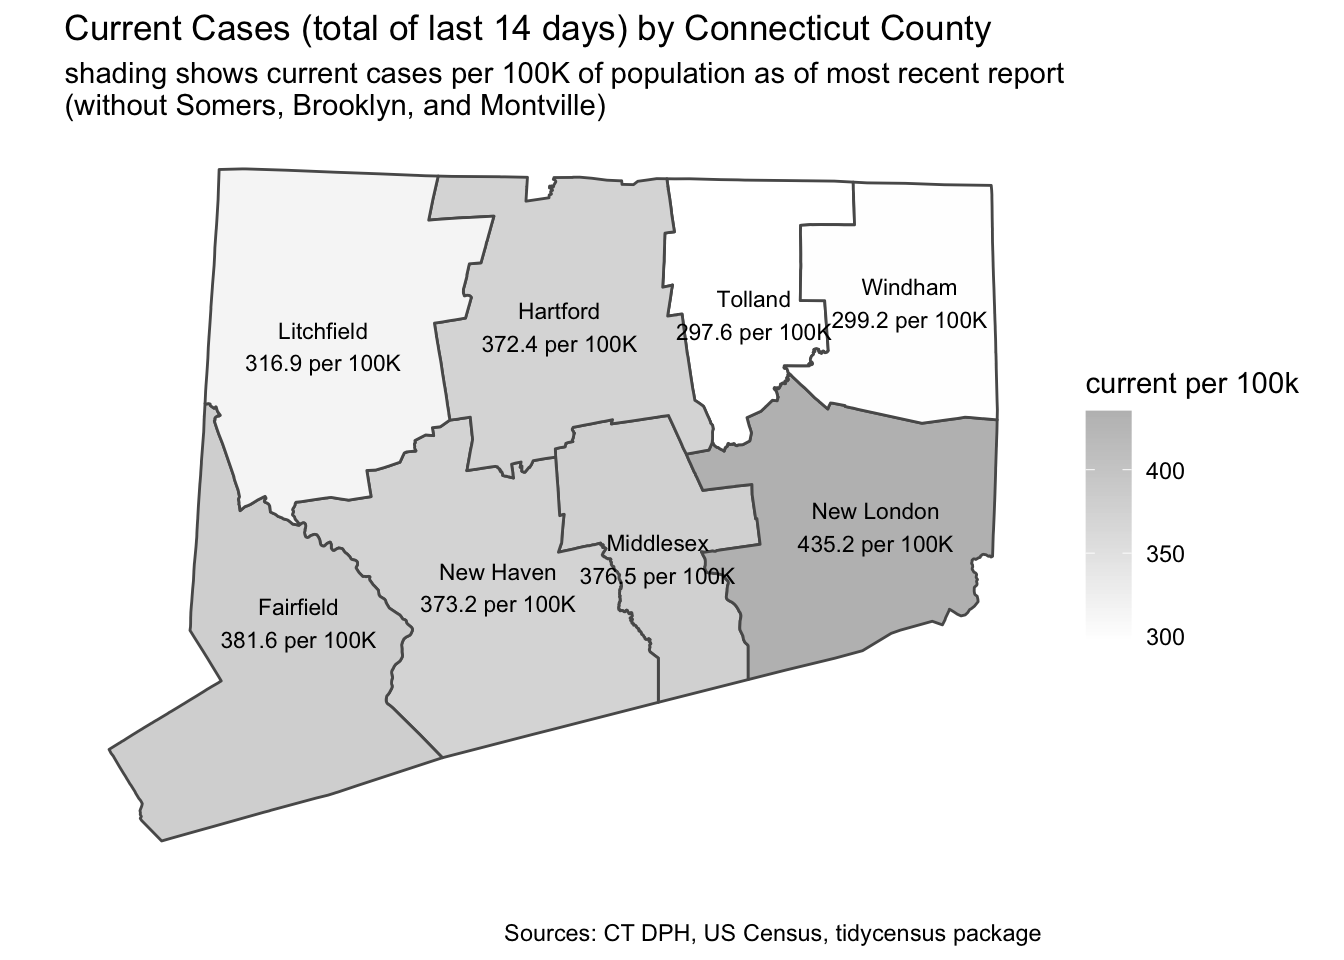 Current Cases (total of last 14 days) by Connecticut County
shading shows current cases per 100K of population as of most recent report
(without Somers, Brooklyn, and Montville)
Litchfield
316.9 per 100K
Hartford
372.4 per 100K
Tolland
297.6 per 100K
Windham
299.2 per 100K
Fairfield
381.6 per 100K
New Haven
373.2 per 100K
Middlesex
376.5 per 100K
New London
435.2 per 100K
current per 100k
400
350
300
Sources: CT DPH, US Census, tidycensus package